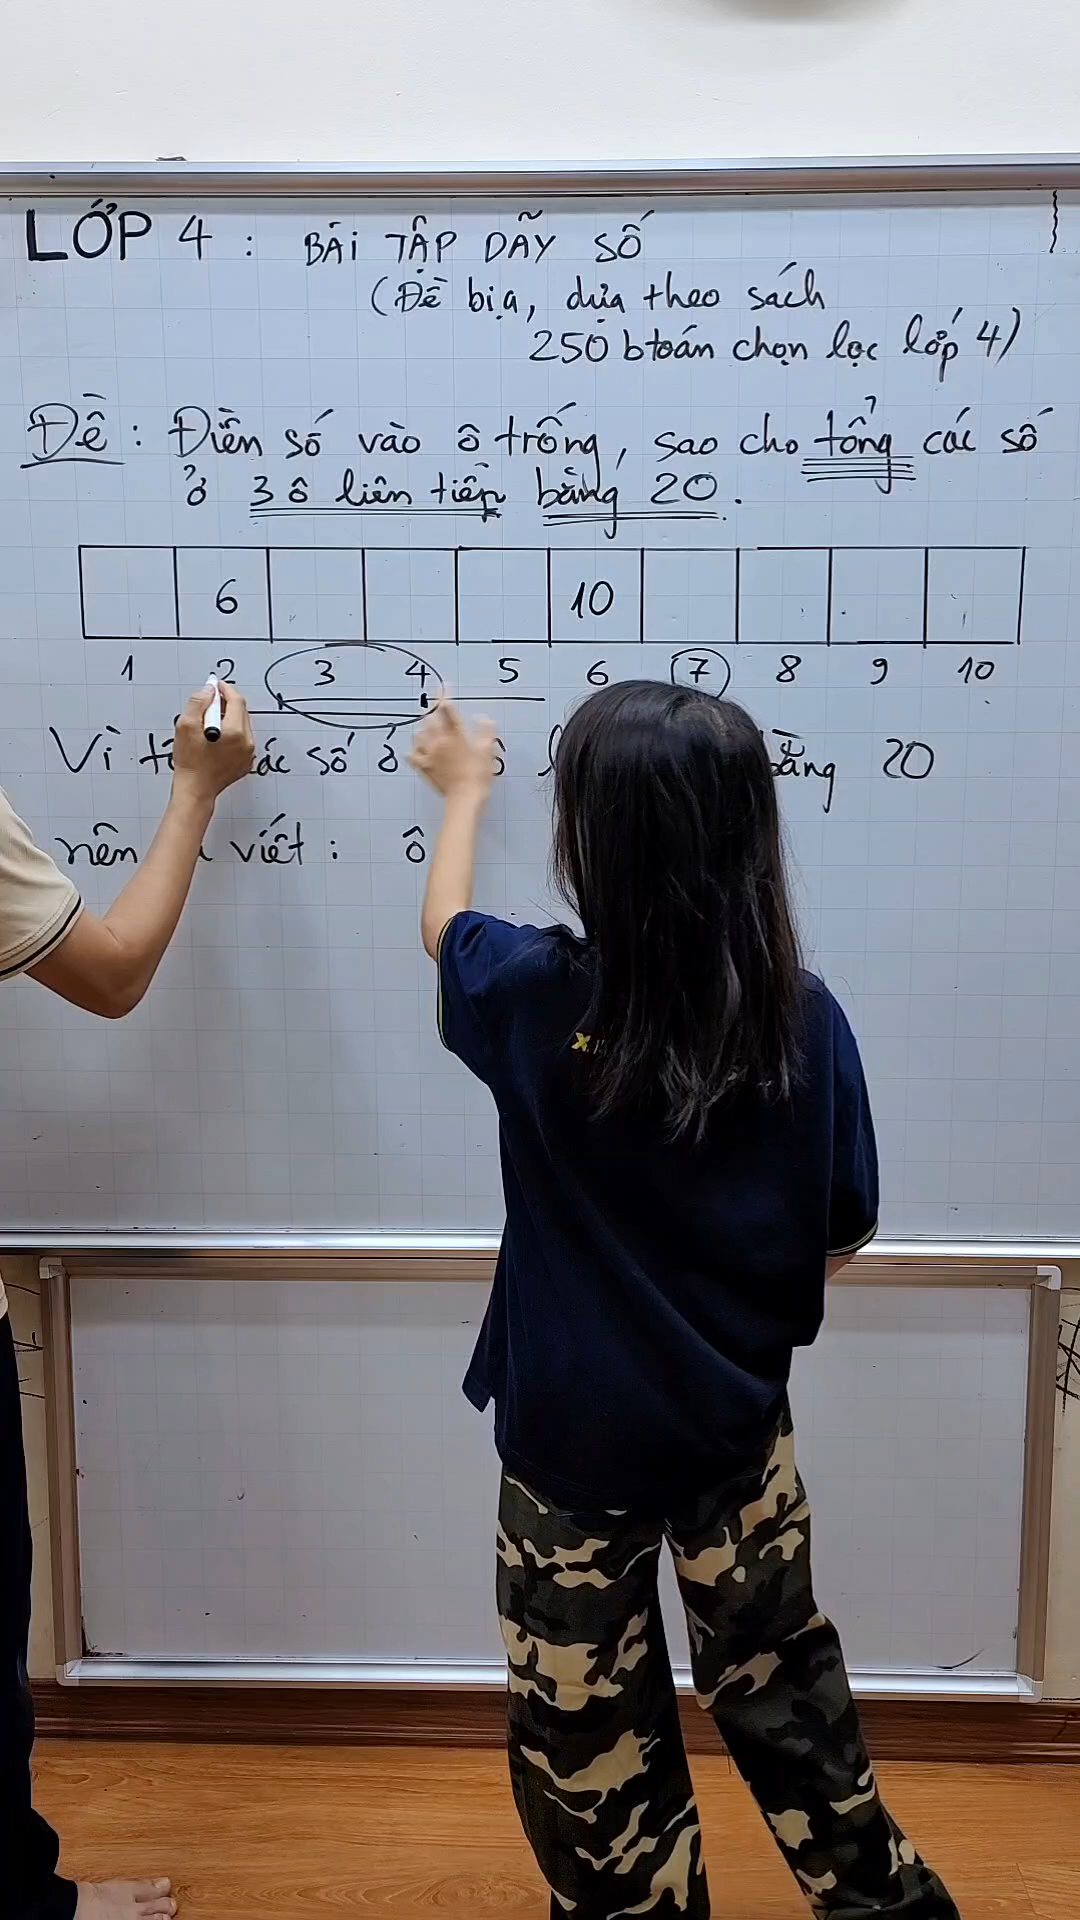 LỚP 4 : BÀI TẬP DÃY SỐ
(Đề bịa, dựa theo sách
250 btoán chọn lọc lớp 4)
Đề : Điền số vào ô trống, sao cho tổng các số
ở 3 ô liên tiếp bằng 20.
6 10
1 2 3 4 5 6 7 8 9 10
Vì các số ở ô bằng 20
nên viết : ô